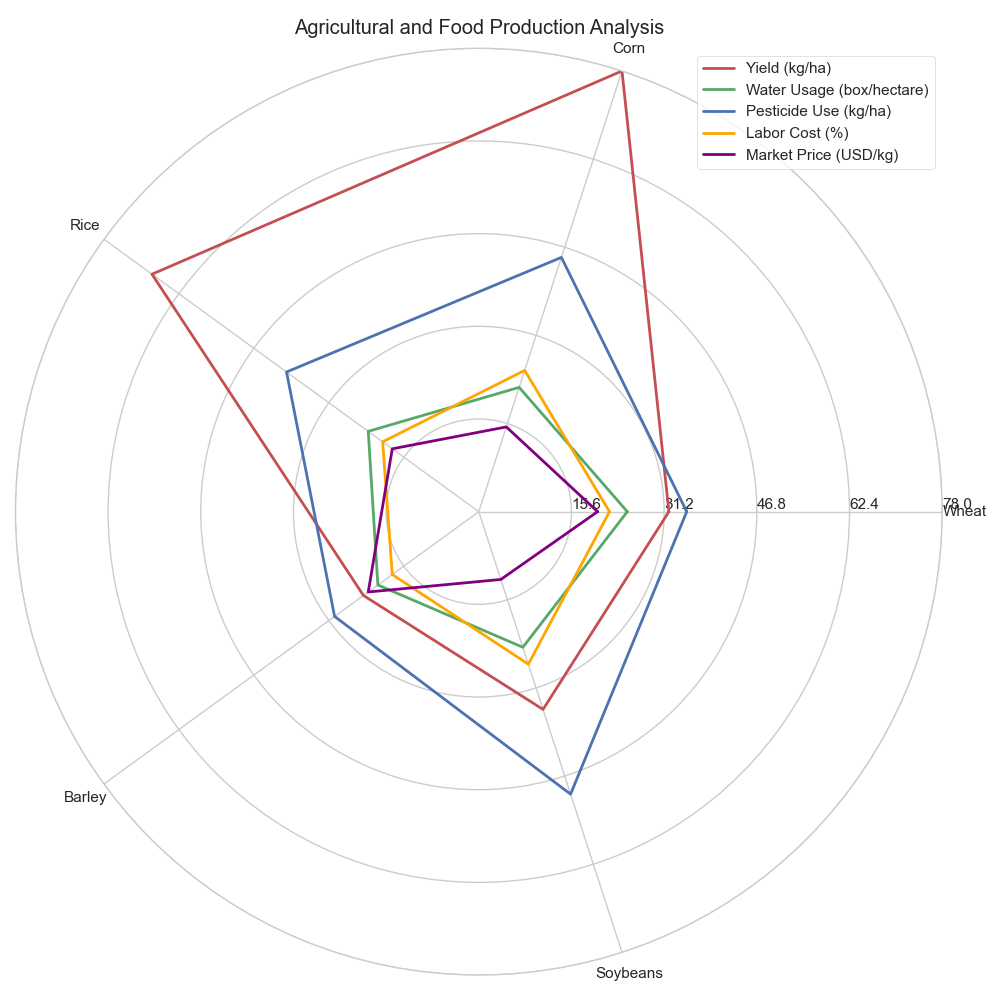 Agricultural and Food Production Analysis
Corn
Yield (kg/ha)
Water Usage (box/hectare)
Pesticide Use (kg/ha)
Labor Cost (%)
Market Price (USD/kg)
Rice
15.6
31.2
46.8
62.4
78.0
Wheat
Barley
Soybeans